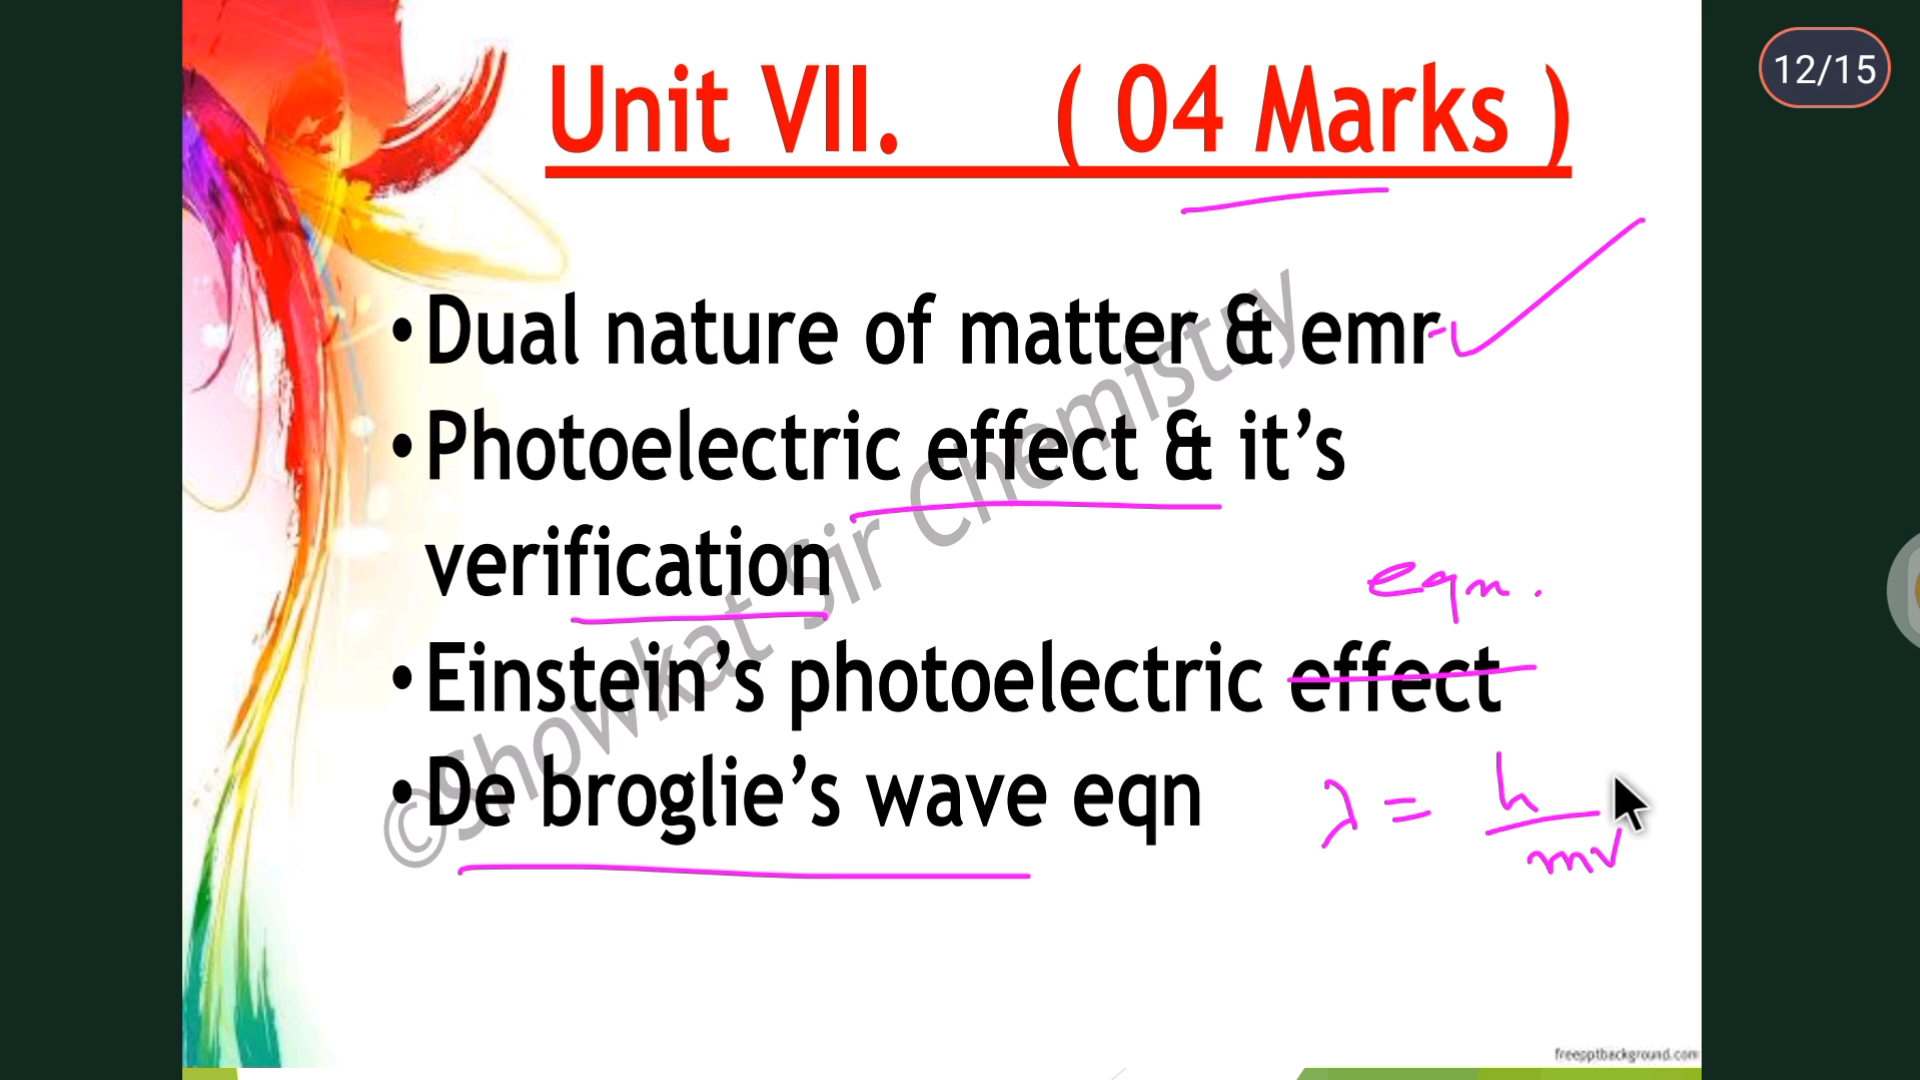 12/15
Unit VII. ( 04 Marks )
•Dual nature of matter & emr
•Photoelectric effect & it’s
verification
eqn.
•Einstein’s photoelectric effect
•De broglie’s wave eqn λ = h/mv
©Showkat Sir Chemistry
freepptbackground.com